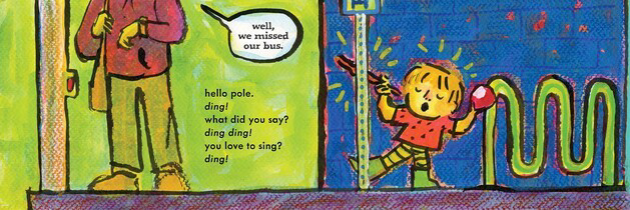 well,
we missed
our bus.
hello pole.
ding!
what did you say?
ding ding!
you love to sing?
ding!